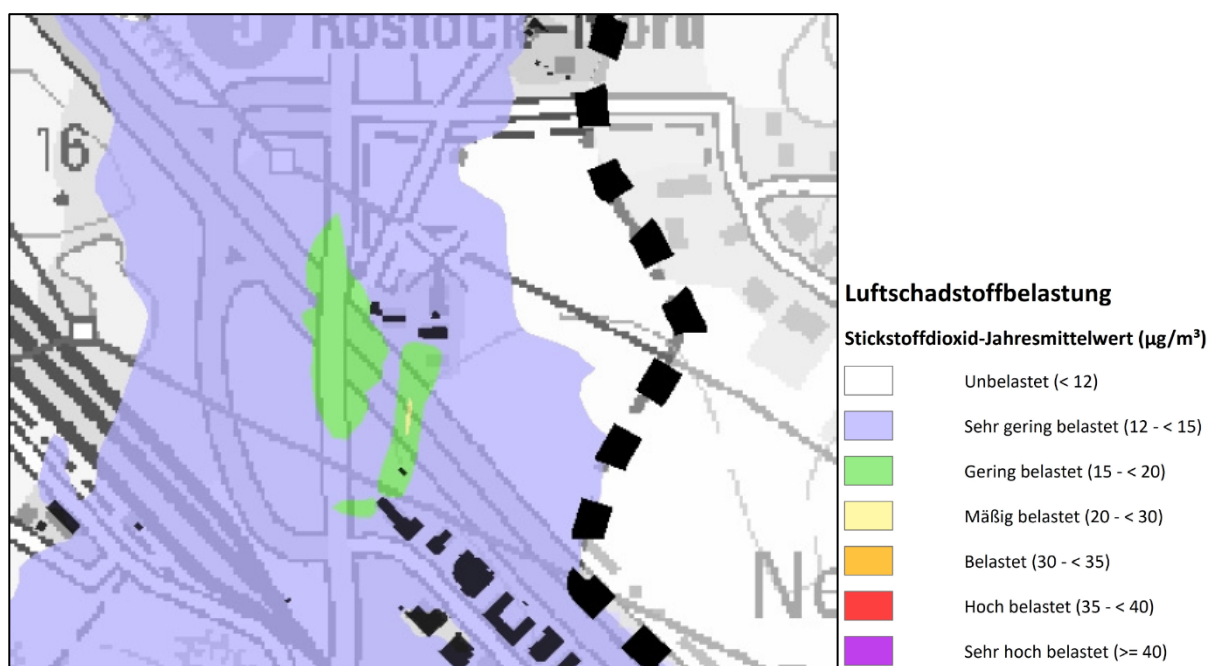 Rostock-Nord
16
Ne
Luftschadstoffbelastung
Stickstoffdioxid-Jahresmittelwert (µg/m³)
Unbelastet (< 12)
Sehr gering belastet (12 - < 15)
Gering belastet (15 - < 20)
Mäßig belastet (20 - < 30)
Belastet (30 - < 35)
Hoch belastet (35 - < 40)
Sehr hoch belastet (>= 40)